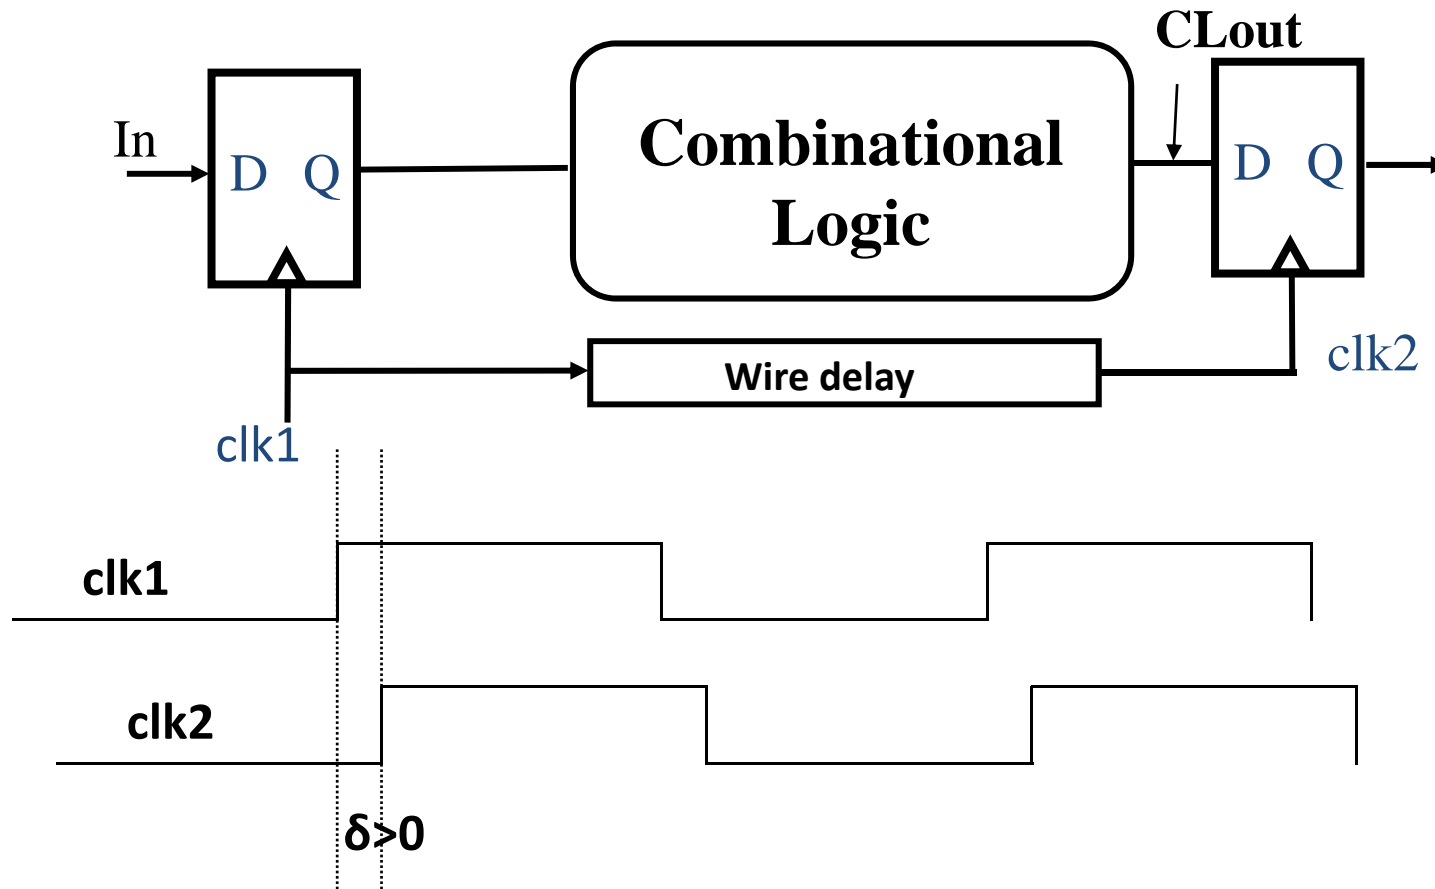 CLout
In
D Q
Combinational
Logic
D Q
Wire delay
clk2
clk1
clk1
clk2
δ>0